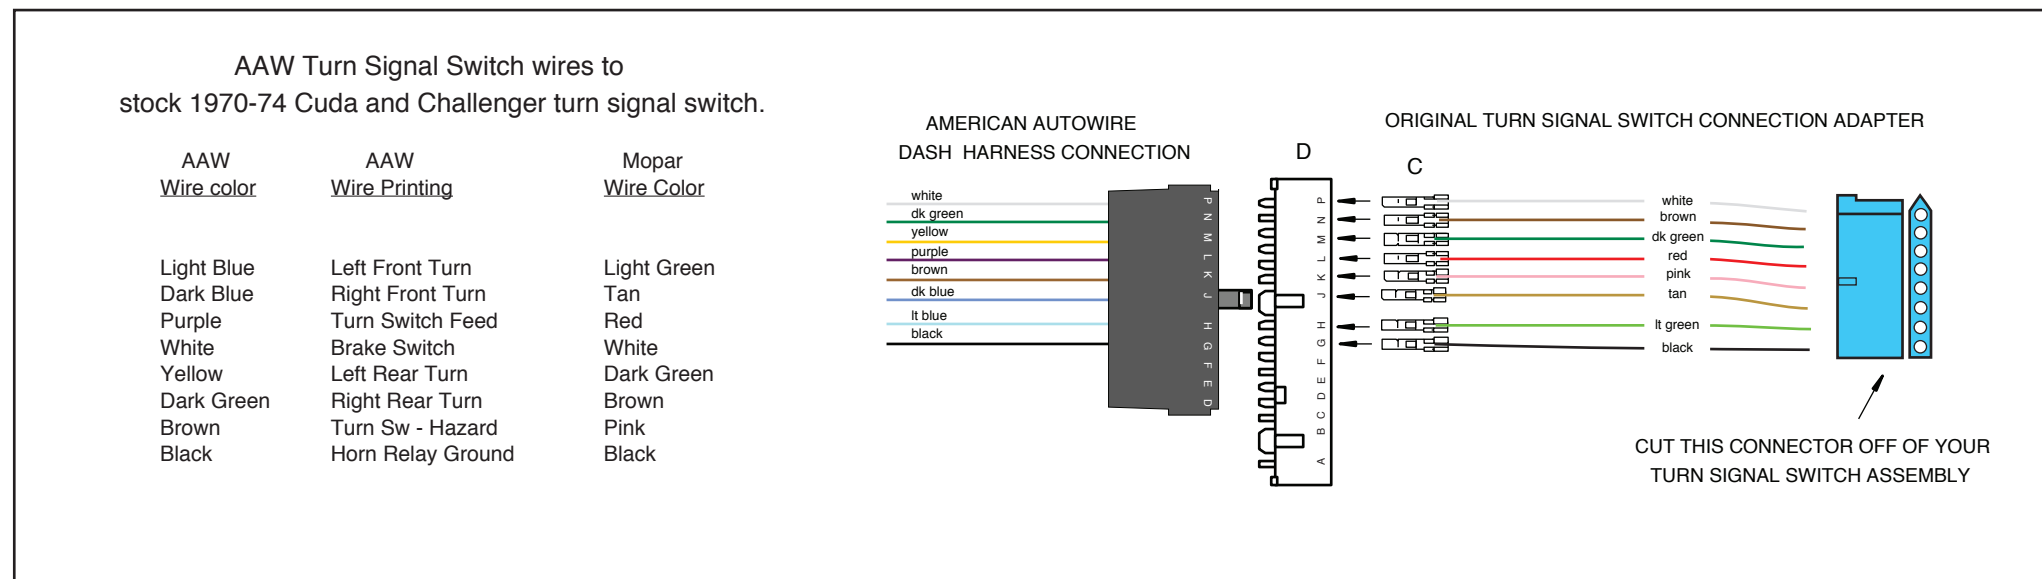 AAW Turn Signal Switch wires to
stock 1970-74 Cuda and Challenger turn signal switch.
AAW AAW Mopar
Wire color Wire Printing Wire Color
Light Blue Left Front Turn Light Green
Dark Blue Right Front Turn Tan
Purple Turn Switch Feed Red
White Brake Switch White
Yellow Left Rear Turn Dark Green
Dark Green Right Rear Turn Brown
Brown Turn Sw - Hazard Pink
Black Horn Relay Ground Black
AMERICAN AUTOWIRE
DASH HARNESS CONNECTION
white
dk green
yellow
purple
brown
dk blue
lt blue
black
P
N
M
L
K
J
H
G
F
E
D
D
P
N
M
L
K
J
H
G
F
E
D
C
B
A
ORIGINAL TURN SIGNAL SWITCH CONNECTION ADAPTER
C
white
brown
dk green
red
pink
tan
lt green
black
CUT THIS CONNECTOR OFF OF YOUR
TURN SIGNAL SWITCH ASSEMBLY